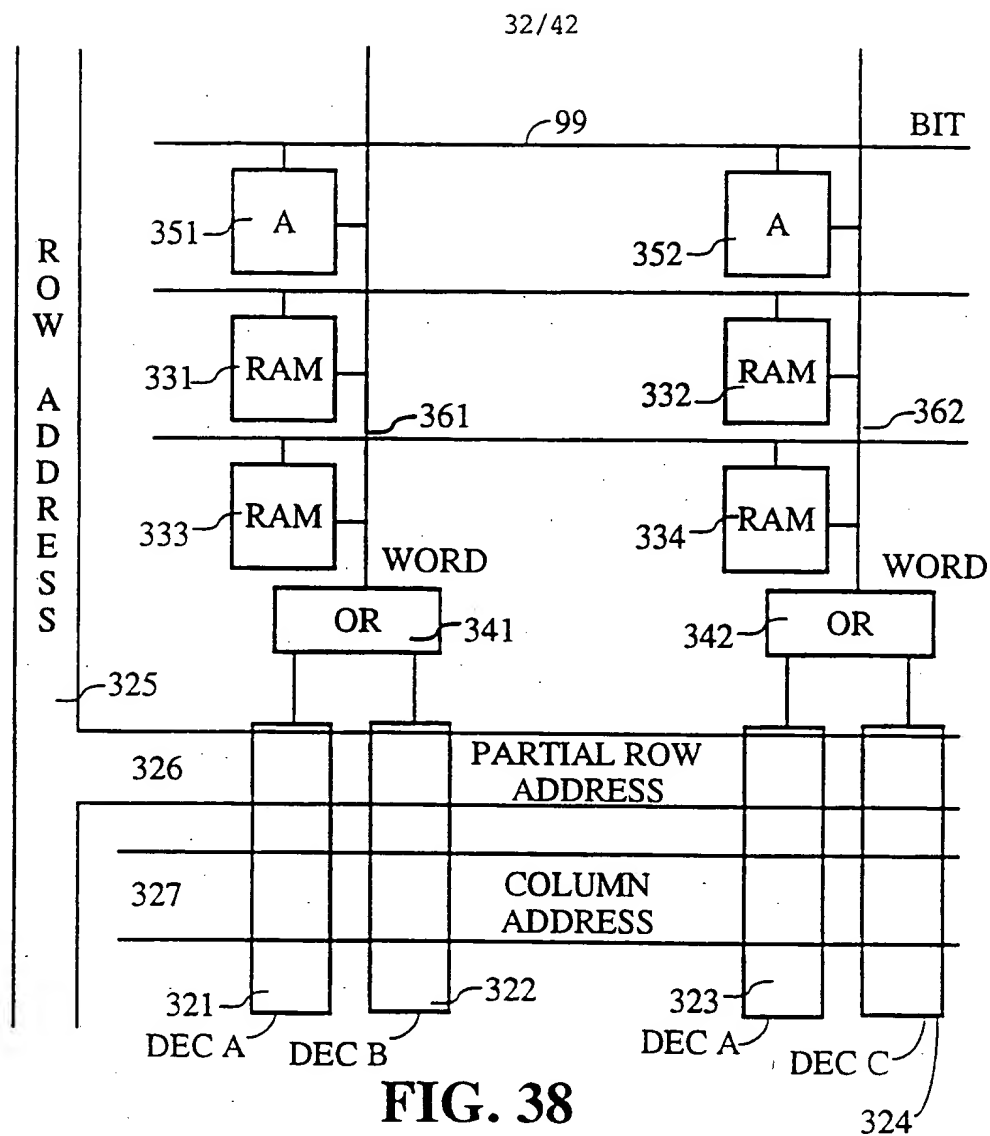 32/42
99
BIT
A
351
A
352
ROW ADDRESS
RAM
331
RAM
332
361
362
RAM
333
RAM
334
WORD
WORD
OR
341
OR
342
325
326
PARTIAL ROW
ADDRESS
327
COLUMN
ADDRESS
321
322
323
DEC A
DEC B
DEC A
DEC C
324
FIG. 38